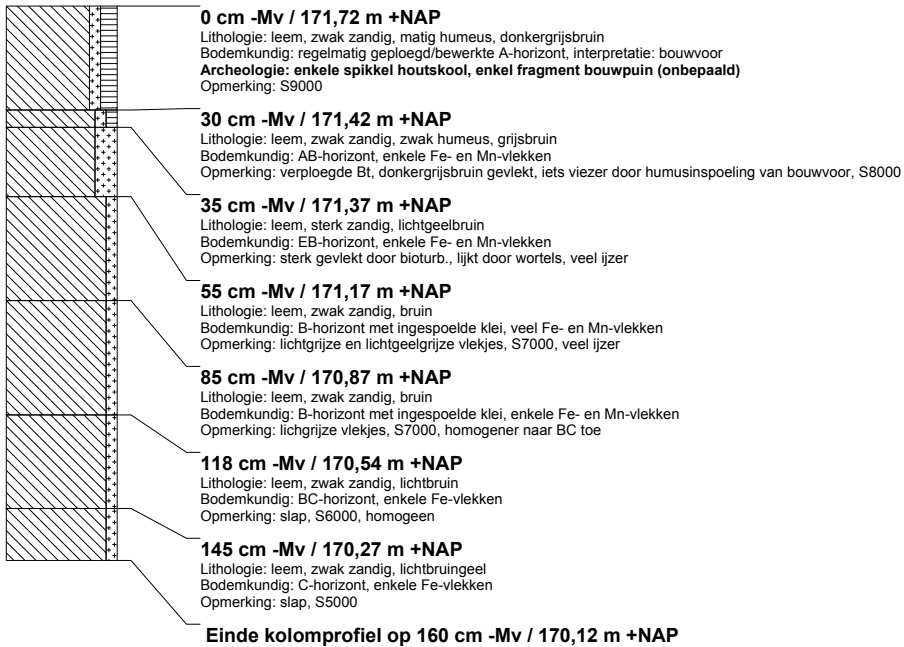 0 cm -Mv / 171,72 m +NAP
Lithologie: leem, zwak zandig, matig humeus, donkergrijsbruin
Bodemkundig: regelmatig geploegd/bewerkte A-horizont, interpretatie: bouwvoor
Archeologie: enkele spikkel houtskool, enkel fragment bouwpuin (onbepaald)
Opmerking: S9000
30 cm -Mv / 171,42 m +NAP
Lithologie: leem, zwak zandig, zwak humeus, grijsbruin
Bodemkundig: AB-horizont, enkele Fe- en Mn-vlekken
Opmerking: verploegde Bt, donkergrijsbruin gevlekt, iets viezer door humusinspoeling van bouwvoor, S8000
35 cm -Mv / 171,37 m +NAP
Lithologie: leem, sterk zandig, lichtgeelbruin
Bodemkundig: EB-horizont, enkele Fe- en Mn-vlekken
Opmerking: sterk gevlekt door bioturb., lijkt door wortels, veel ijzer
55 cm -Mv / 171,17 m +NAP
Lithologie: leem, zwak zandig, bruin
Bodemkundig: B-horizont met ingespoelde klei, veel Fe- en Mn-vlekken
Opmerking: lichtgrijze en lichtgeelgrijze vlekjes, S7000, veel ijzer
85 cm -Mv / 170,87 m +NAP
Lithologie: leem, zwak zandig, bruin
Bodemkundig: B-horizont met ingespoelde klei, enkele Fe- en Mn-vlekken
Opmerking: lichgrijze vlekjes, S7000, homogener naar BC toe
118 cm -Mv / 170,54 m +NAP
Lithologie: leem, zwak zandig, lichtbruin
Bodemkundig: BC-horizont, enkele Fe-vlekken
Opmerking: slap, S6000, homogeen
145 cm -Mv / 170,27 m +NAP
Lithologie: leem, zwak zandig, lichtbruingeel
Bodemkundig: C-horizont, enkele Fe-vlekken
Opmerking: slap, S5000
Einde kolomprofiel op 160 cm -Mv / 170,12 m +NAP